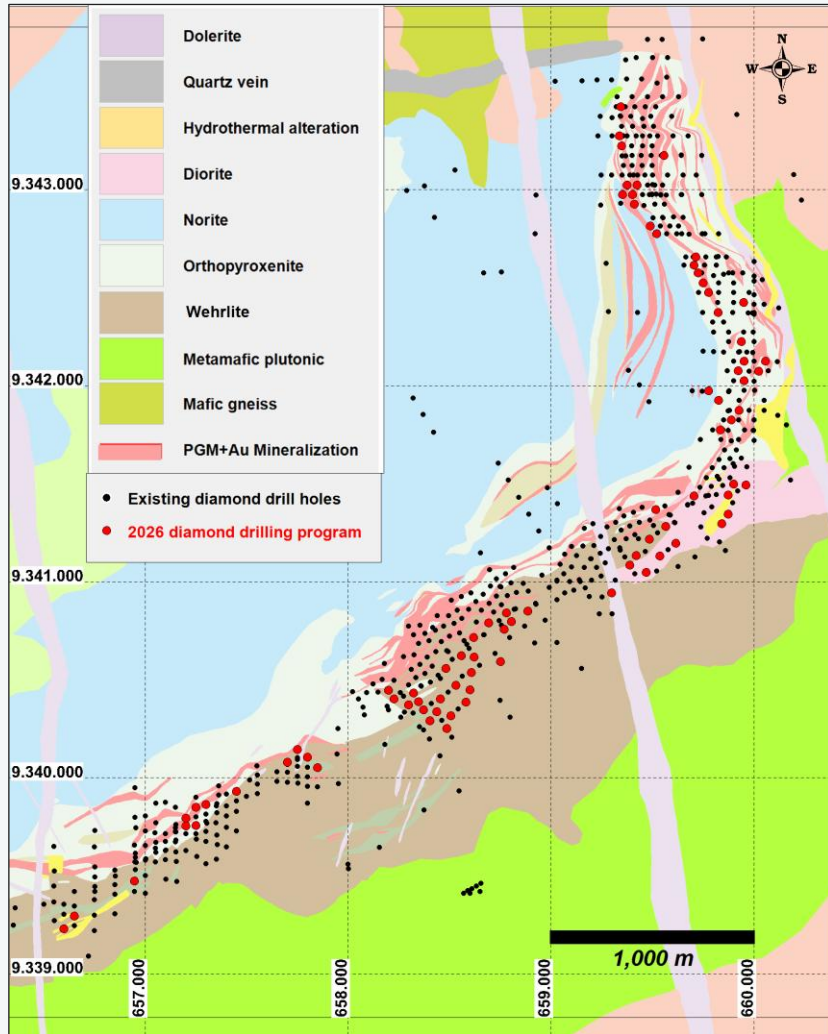 Dolerite
Quartz vein
Hydrothermal alteration
Diorite
Norite
Orthopyroxenite
Wehrlite
Metamafic plutonic
Mafic gneiss
PGM+Au Mineralization
Existing diamond drill holes
2026 diamond drilling program
N
W E
S
9.343.000
9.342.000
9.341.000
9.340.000
9.339.000
657.000
658.000
659.000
660.000
1,000 m